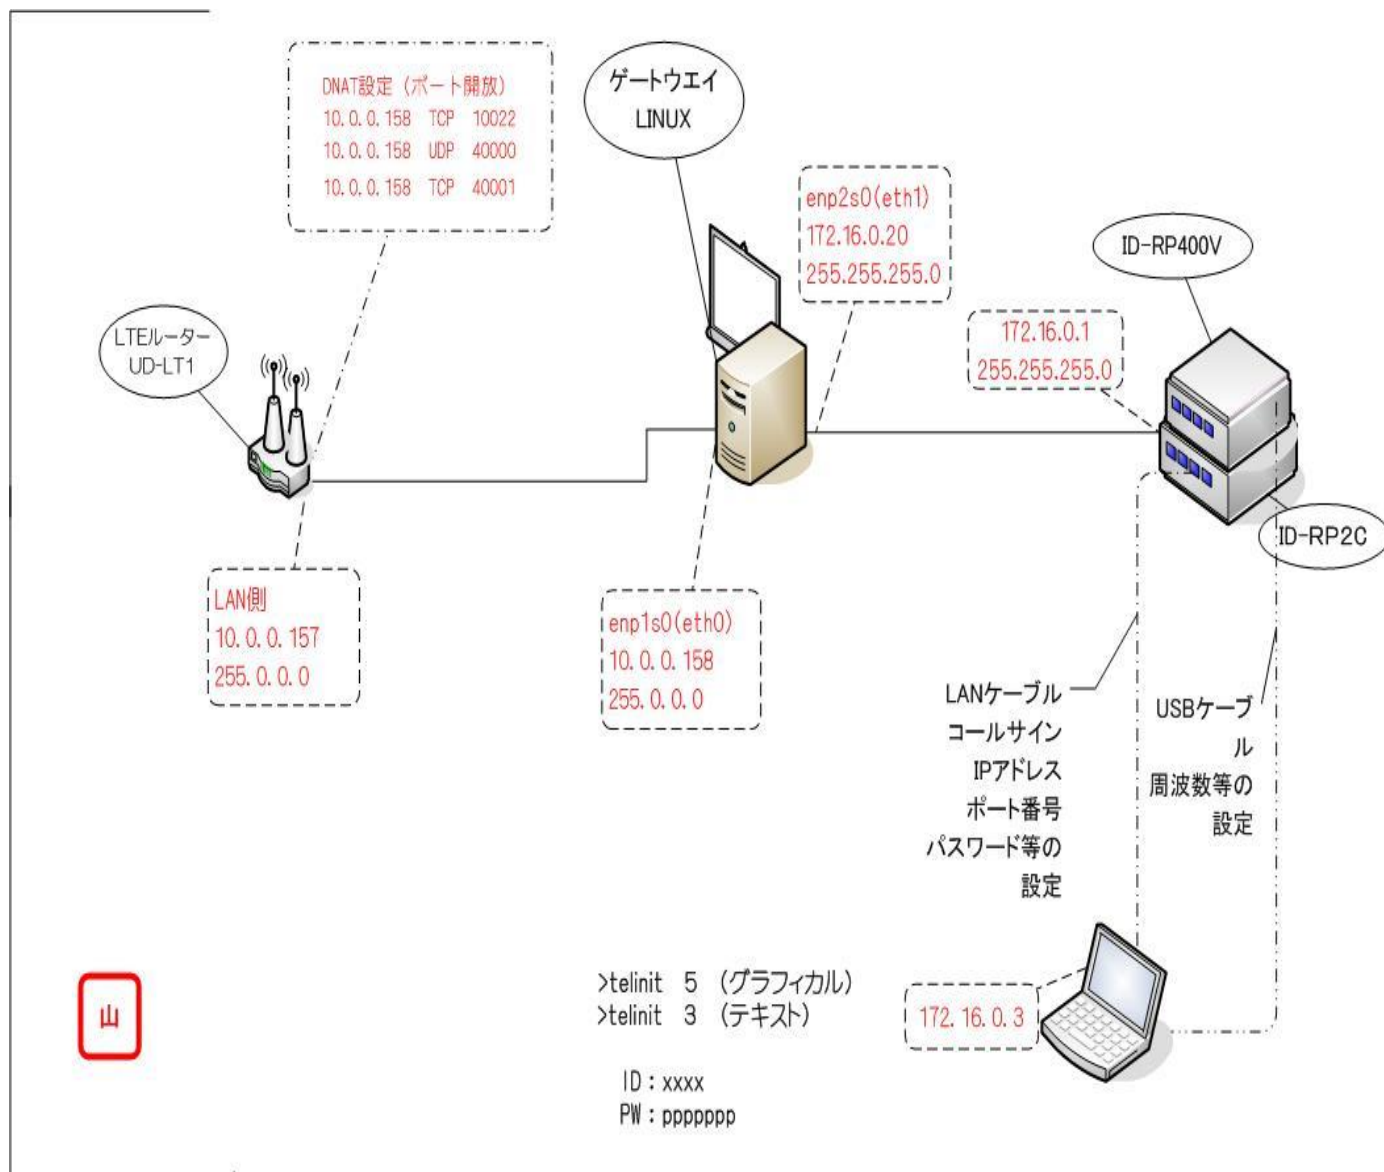 DNAT設定（ポート開放）
10.0.0.158 TCP 10022
10.0.0.158 UDP 40000
10.0.0.158 TCP 40001
ゲートウエイ
LINUX
enp2s0(eth1)
172.16.0.20
255.255.255.0
ID-RP400V
172.16.0.1
255.255.255.0
LTEルーター
UD-LT1
ID-RP2C
LAN側
10.0.0.157
255.0.0.0
enp1s0(eth0)
10.0.0.158
255.0.0.0
LANケーブル
コールサイン
IPアドレス
ポート番号
パスワード等の
設定
USBケーブ
ル
周波数等の
設定
山
>telinit 5 （グラフィカル）
>telinit 3 （テキスト）
172.16.0.3
ID：xxxx
PW：ppppppp